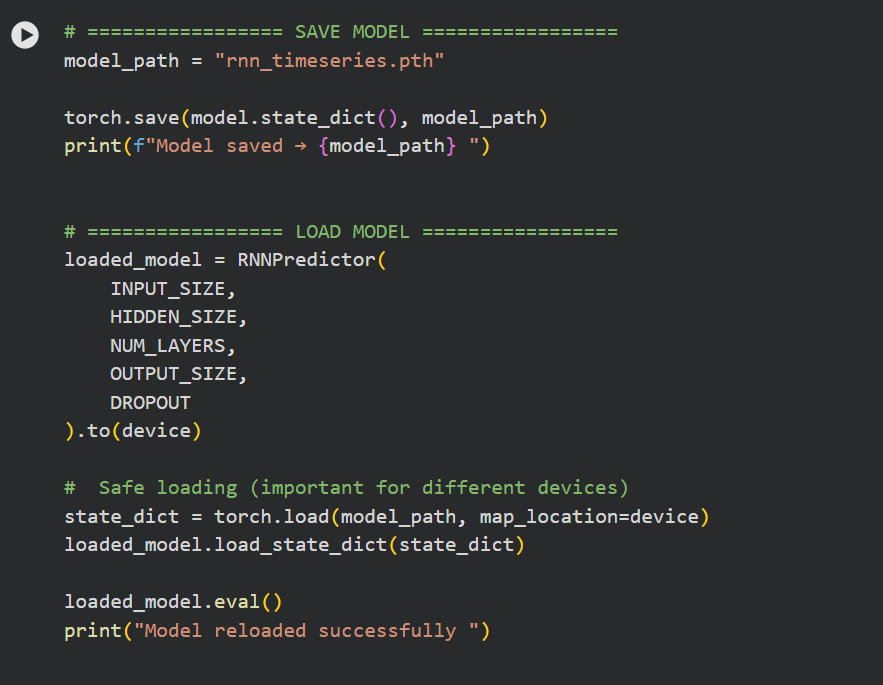 # ================= SAVE MODEL =================
model_path = "rnn_timeseries.pth"

torch.save(model.state_dict(), model_path)
print(f"Model saved → {model_path} ")


# ================= LOAD MODEL =================
loaded_model = RNNPredictor(
    INPUT_SIZE,
    HIDDEN_SIZE,
    NUM_LAYERS,
    OUTPUT_SIZE,
    DROPOUT
).to(device)

#  Safe loading (important for different devices)
state_dict = torch.load(model_path, map_location=device)
loaded_model.load_state_dict(state_dict)

loaded_model.eval()
print("Model reloaded successfully ")